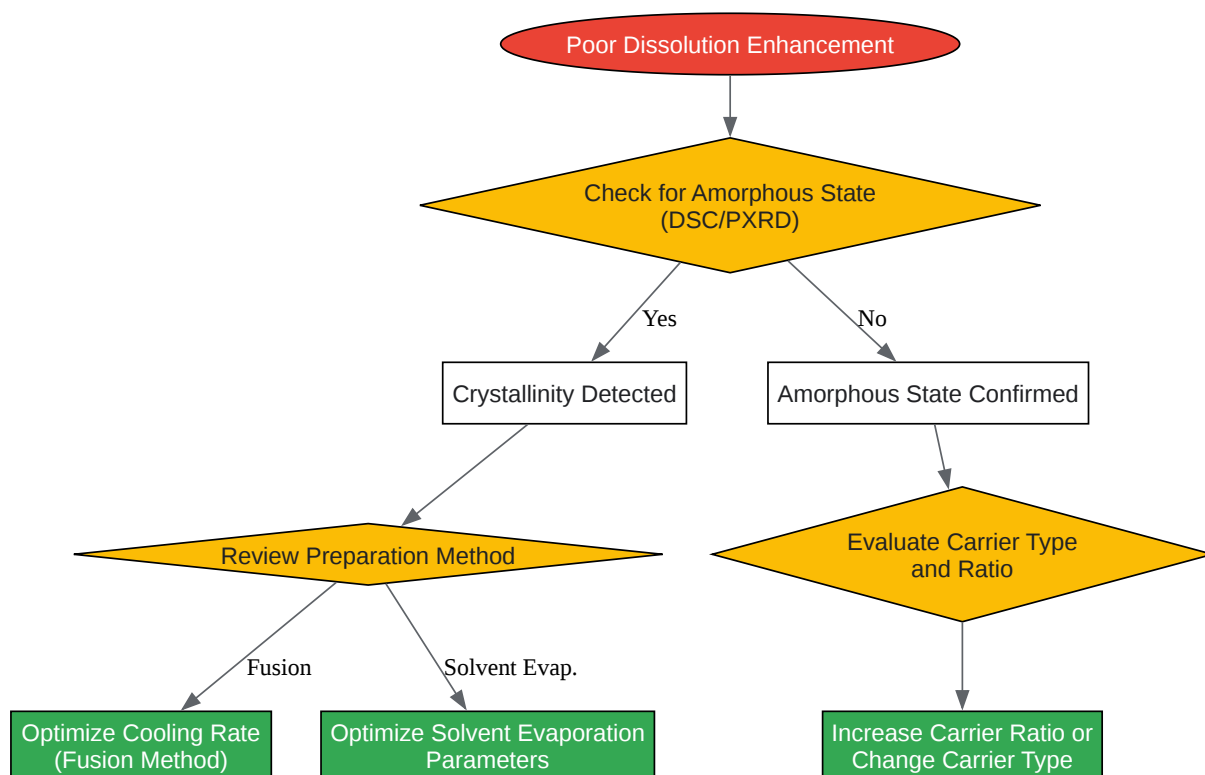 Poor Dissolution Enhancement
Check for Amorphous State
(DSC/PXRD)
Yes
No
Crystallinity Detected
Amorphous State Confirmed
Review Preparation Method
Evaluate Carrier Type
and Ratio
Fusion
Solvent Evap.
Optimize Cooling Rate
(Fusion Method)
Optimize Solvent Evaporation
Parameters
Increase Carrier Ratio or
Change Carrier Type